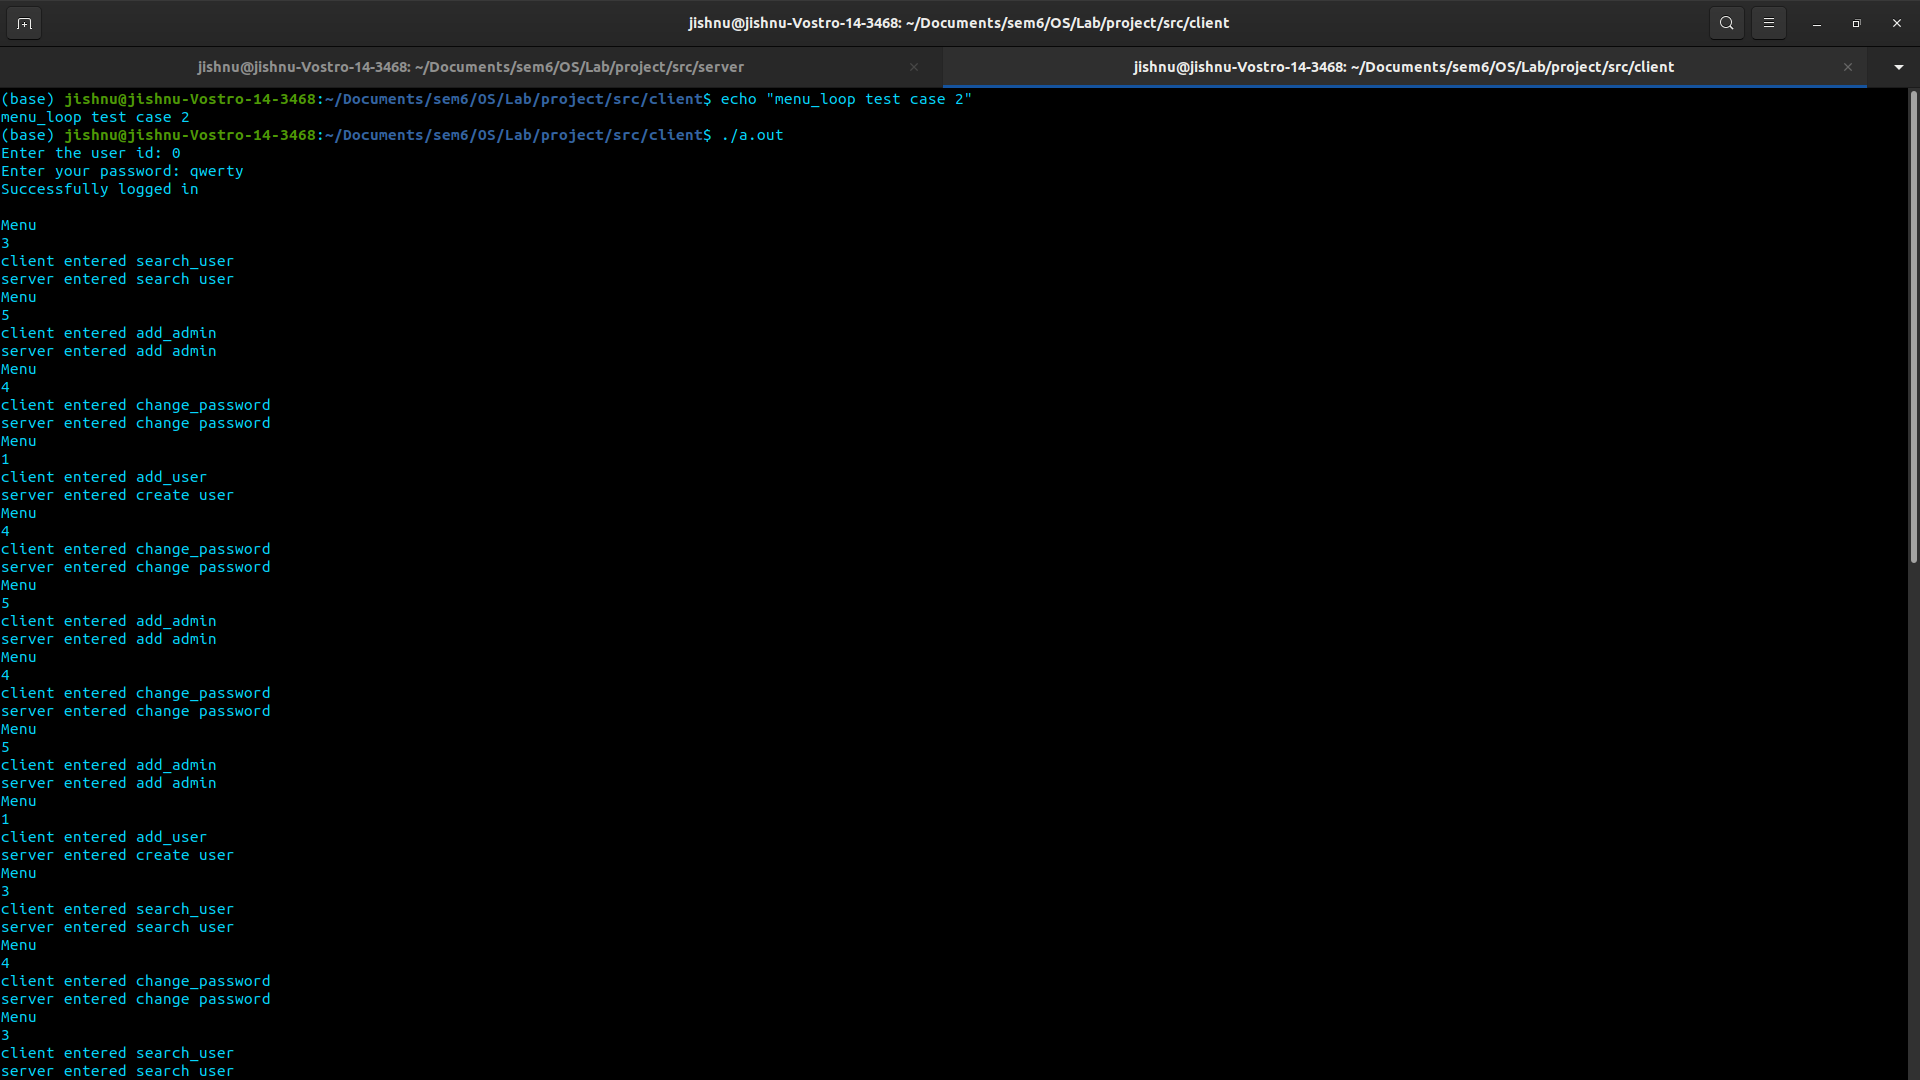 jishnu@jishnu-Vostro-14-3468: ~/Documents/sem6/OS/Lab/project/src/client
jishnu@jishnu-Vostro-14-3468: ~/Documents/sem6/OS/Lab/project/src/server
jishnu@jishnu-Vostro-14-3468: ~/Documents/sem6/OS/Lab/project/src/client
(base) jishnu@jishnu-Vostro-14-3468:~/Documents/sem6/OS/Lab/project/src/client$ echo "menu_loop test case 2"
menu_loop test case 2
(base) jishnu@jishnu-Vostro-14-3468:~/Documents/sem6/OS/Lab/project/src/client$ ./a.out
Enter the user id: 0
Enter your password: qwerty
Successfully logged in
Menu
3
client entered search_user
server entered search user
Menu
5
client entered add_admin
server entered add admin
Menu
4
client entered change_password
server entered change password
Menu
1
client entered add_user
server entered create user
Menu
4
client entered change_password
server entered change password
Menu
5
client entered add_admin
server entered add admin
Menu
4
client entered change_password
server entered change password
Menu
5
client entered add_admin
server entered add admin
Menu
1
client entered add_user
server entered create user
Menu
3
client entered search_user
server entered search user
Menu
4
client entered change_password
server entered change password
Menu
3
client entered search_user
server entered search user